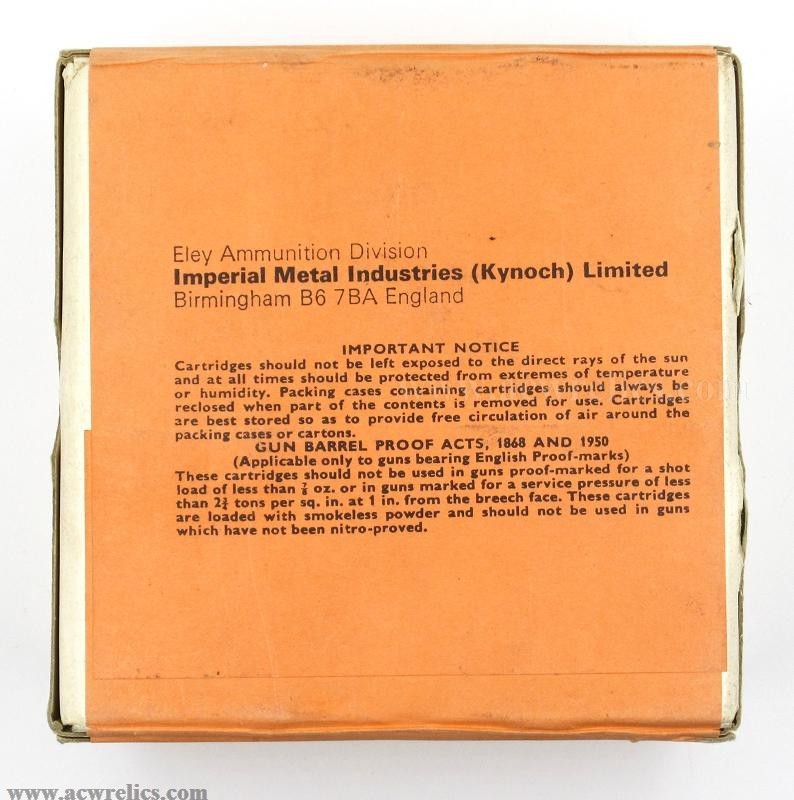 Eley Ammunition Division
Imperial Metal Industries (Kynoch) Limited
Birmingham B6 7BA England
IMPORTANT NOTICE
Cartridges should not be left exposed to the direct rays of the sun
and at all times should be protected from extremes of temperature
or humidity. Packing cases containing cartridges should always be
reclosed when part of the contents is removed for use. Cartridges
are best stored so as to provide free circulation of air around the
packing cases or cartons.
GUN BARREL PROOF ACTS, 1868 AND 1950
(Applicable only to guns bearing English Proof-marks)
These cartridges should not be used in guns proof-marked for a shot
load of less than ⅞ oz. or in guns marked for a service pressure of less
than 2¾ tons per sq. in. at 1 in. from the breech face. These cartridges
are loaded with smokeless powder and should not be used in guns
which have not been nitro-proved.
www.acwrelics.com